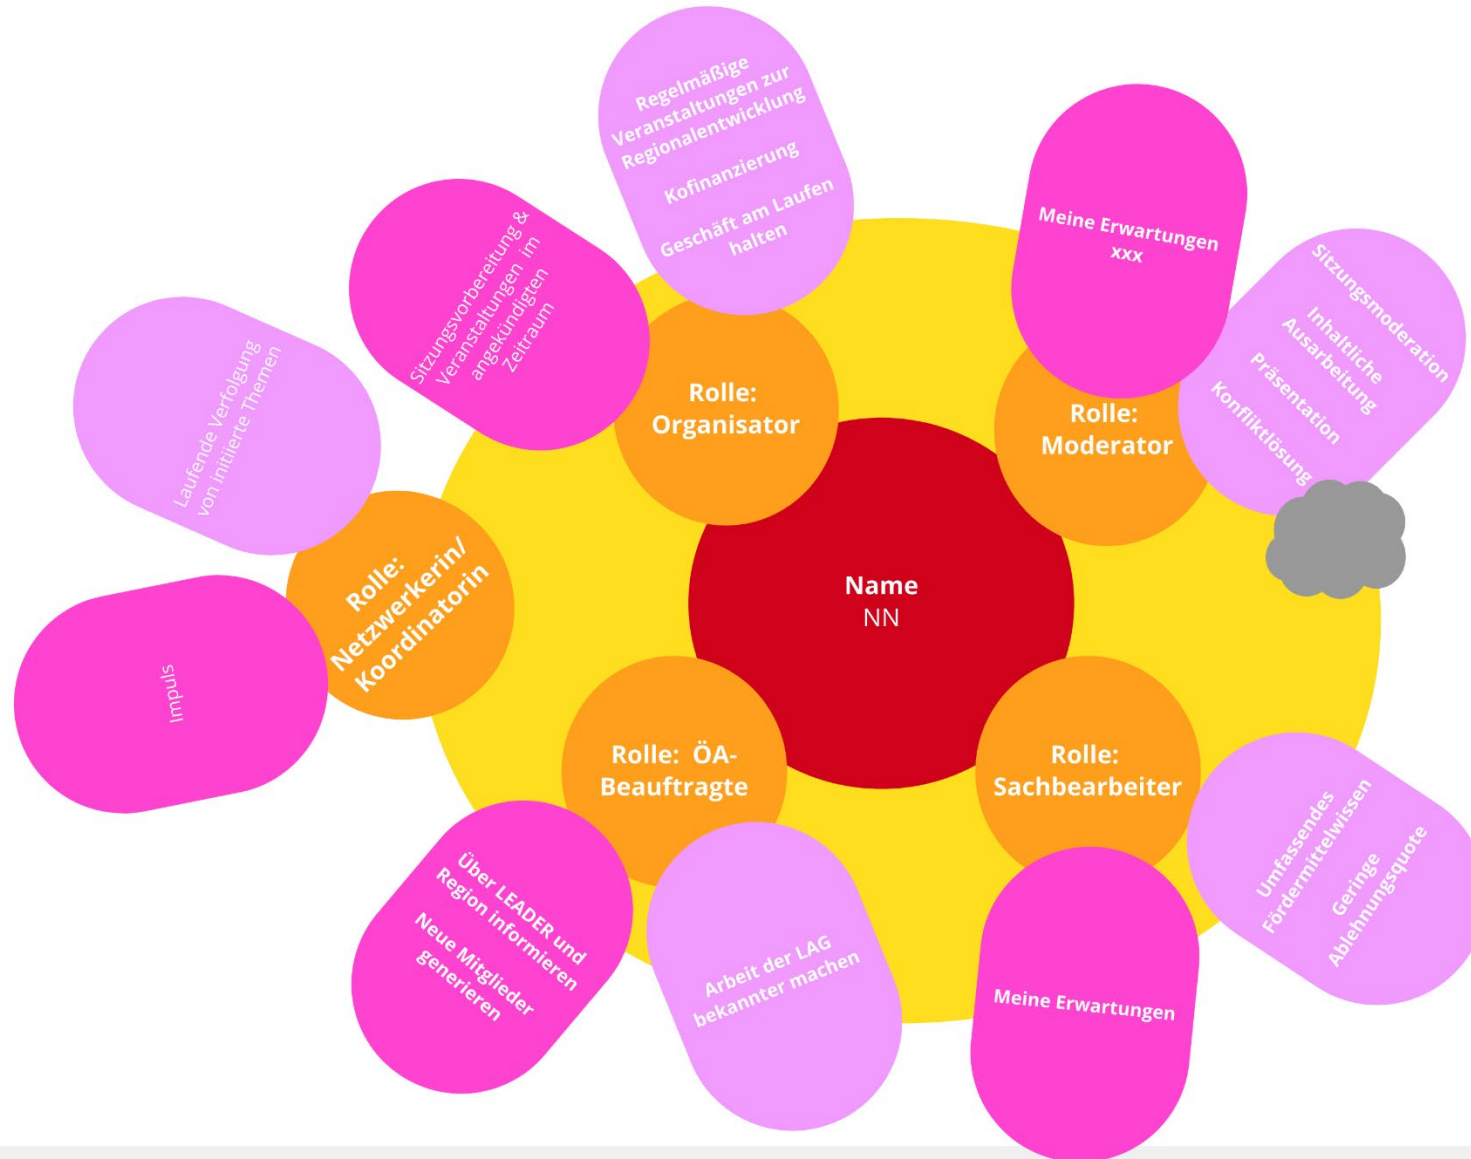 Regelmäßige
Veranstaltungen zur
Regionalentwicklung
Kofinanzierung
Geschäft am Laufen
halten
Meine Erwartungen
xxx
Sitzungsvorbereitung &
Veranstaltungen im
angekündigten
Zeitraum
Sitzungsmoderation
Inhaltliche
Ausarbeitung
Präsentation
Konfliktlösung
Laufende Verfolgung
von initiierte Themen
Rolle:
Organisator
Rolle:
Moderator
Rolle:
Netzwerkerin/
Koordinatorin
Name
NN
Impuls
Rolle: ÖA-
Beauftragte
Rolle:
Sachbearbeiter
Umfassendes
Fördermittelwissen
Geringe
Ablehnungsquote
Über LEADER und
Region informieren
Neue Mitglieder
generieren
Arbeit der LAG
bekannter machen
Meine Erwartungen